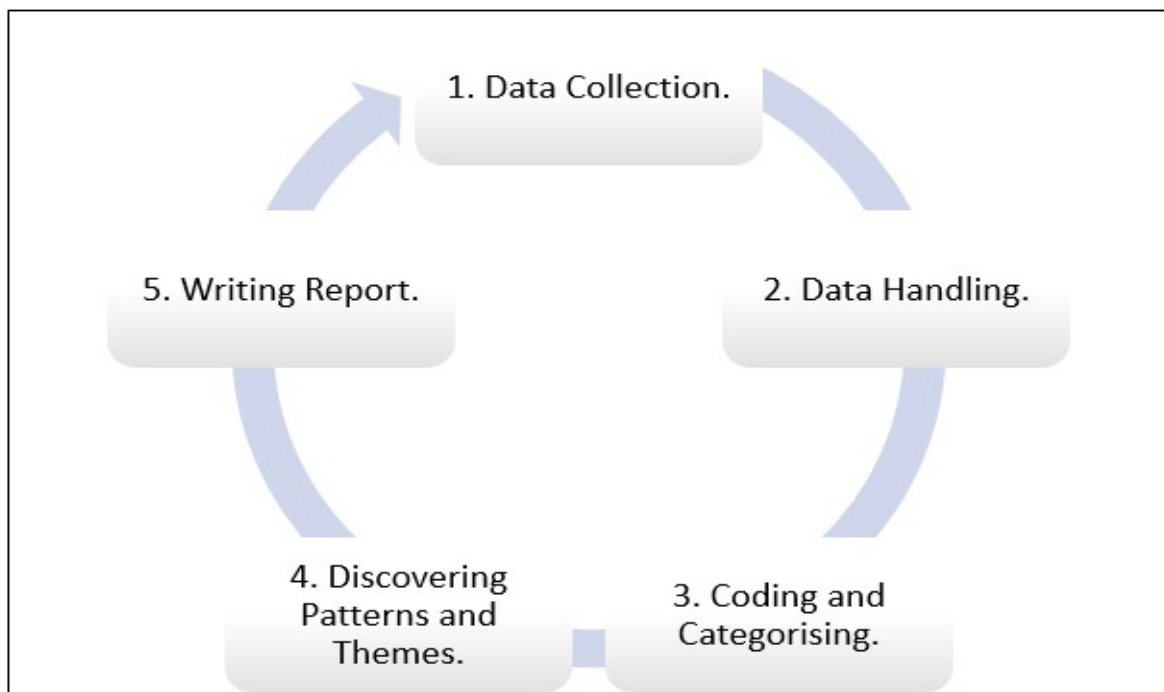 1. Data Collection.
2. Data Handling.
3. Coding and
Categorising.
4. Discovering
Patterns and
Themes.
5. Writing Report.